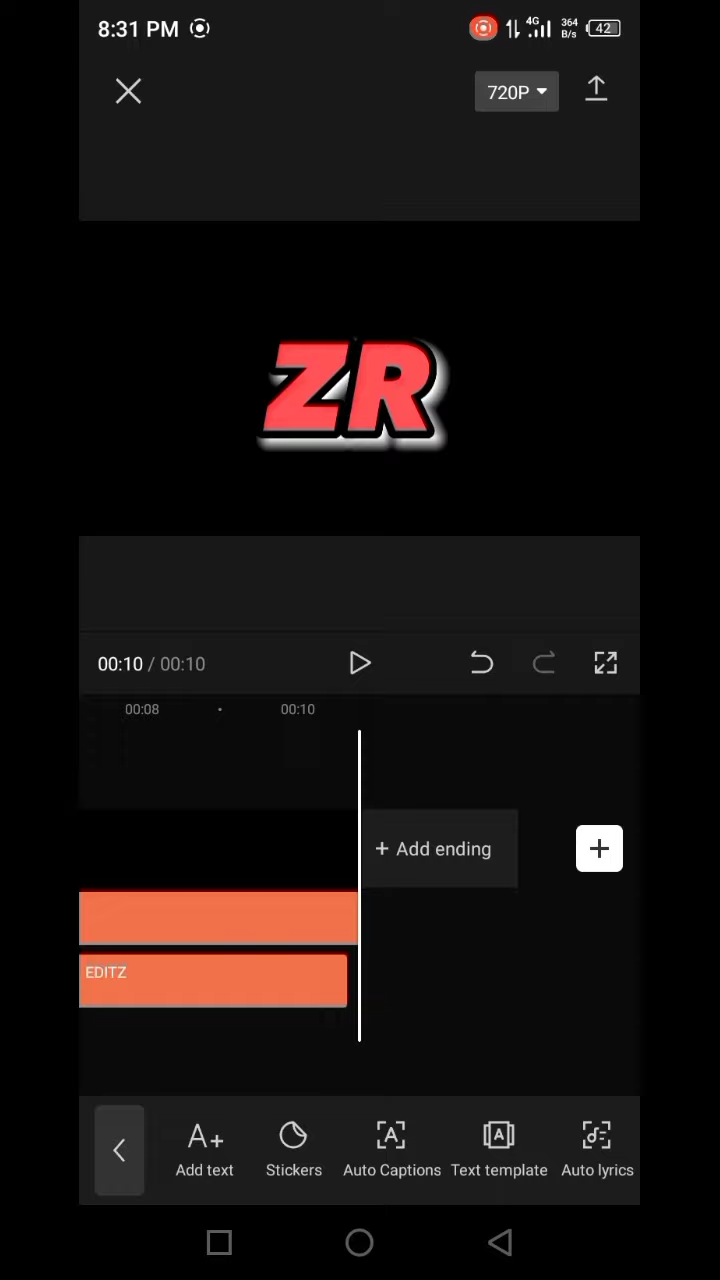 8:31 PM
4G
364
B/s
42
720P
ZR
00:10 / 00:10
00:08
00:10
+ Add ending
EDITZ
A+
Add text
Stickers
A
Auto Captions
A
Text template
Auto lyrics